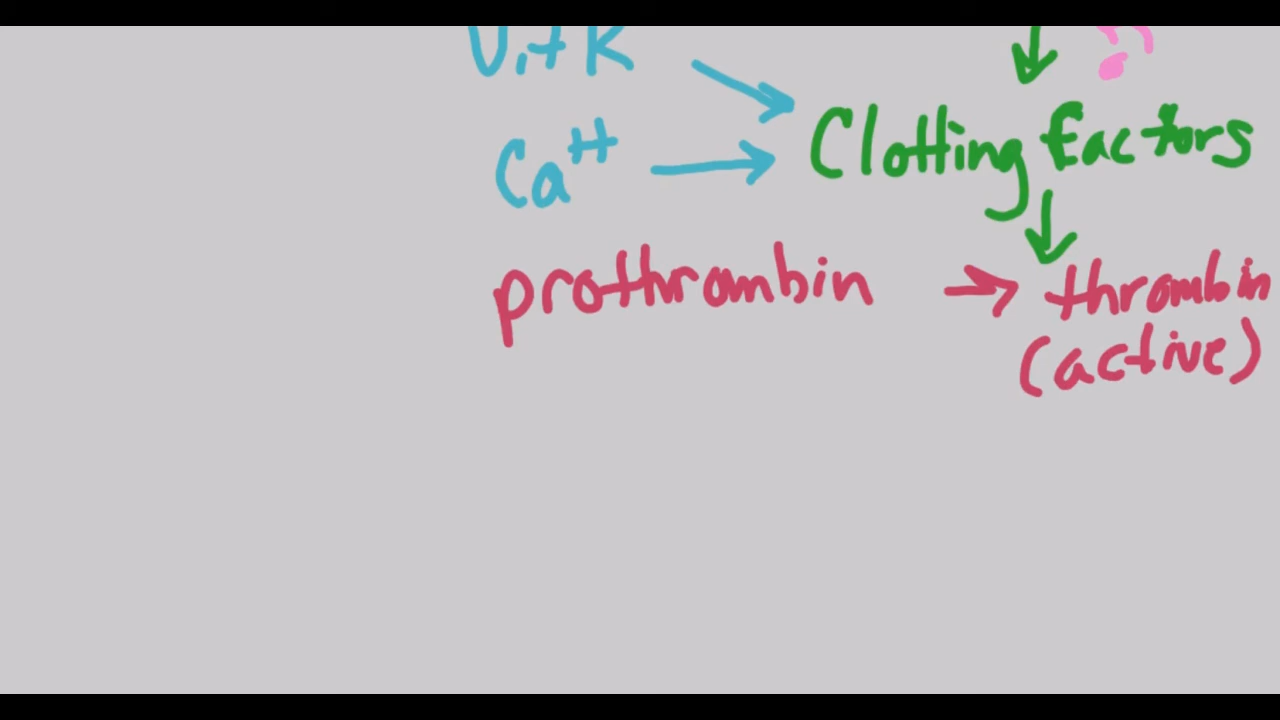 Vit K
Ca++
Clotting factors
prothrombin → thrombin
(active)